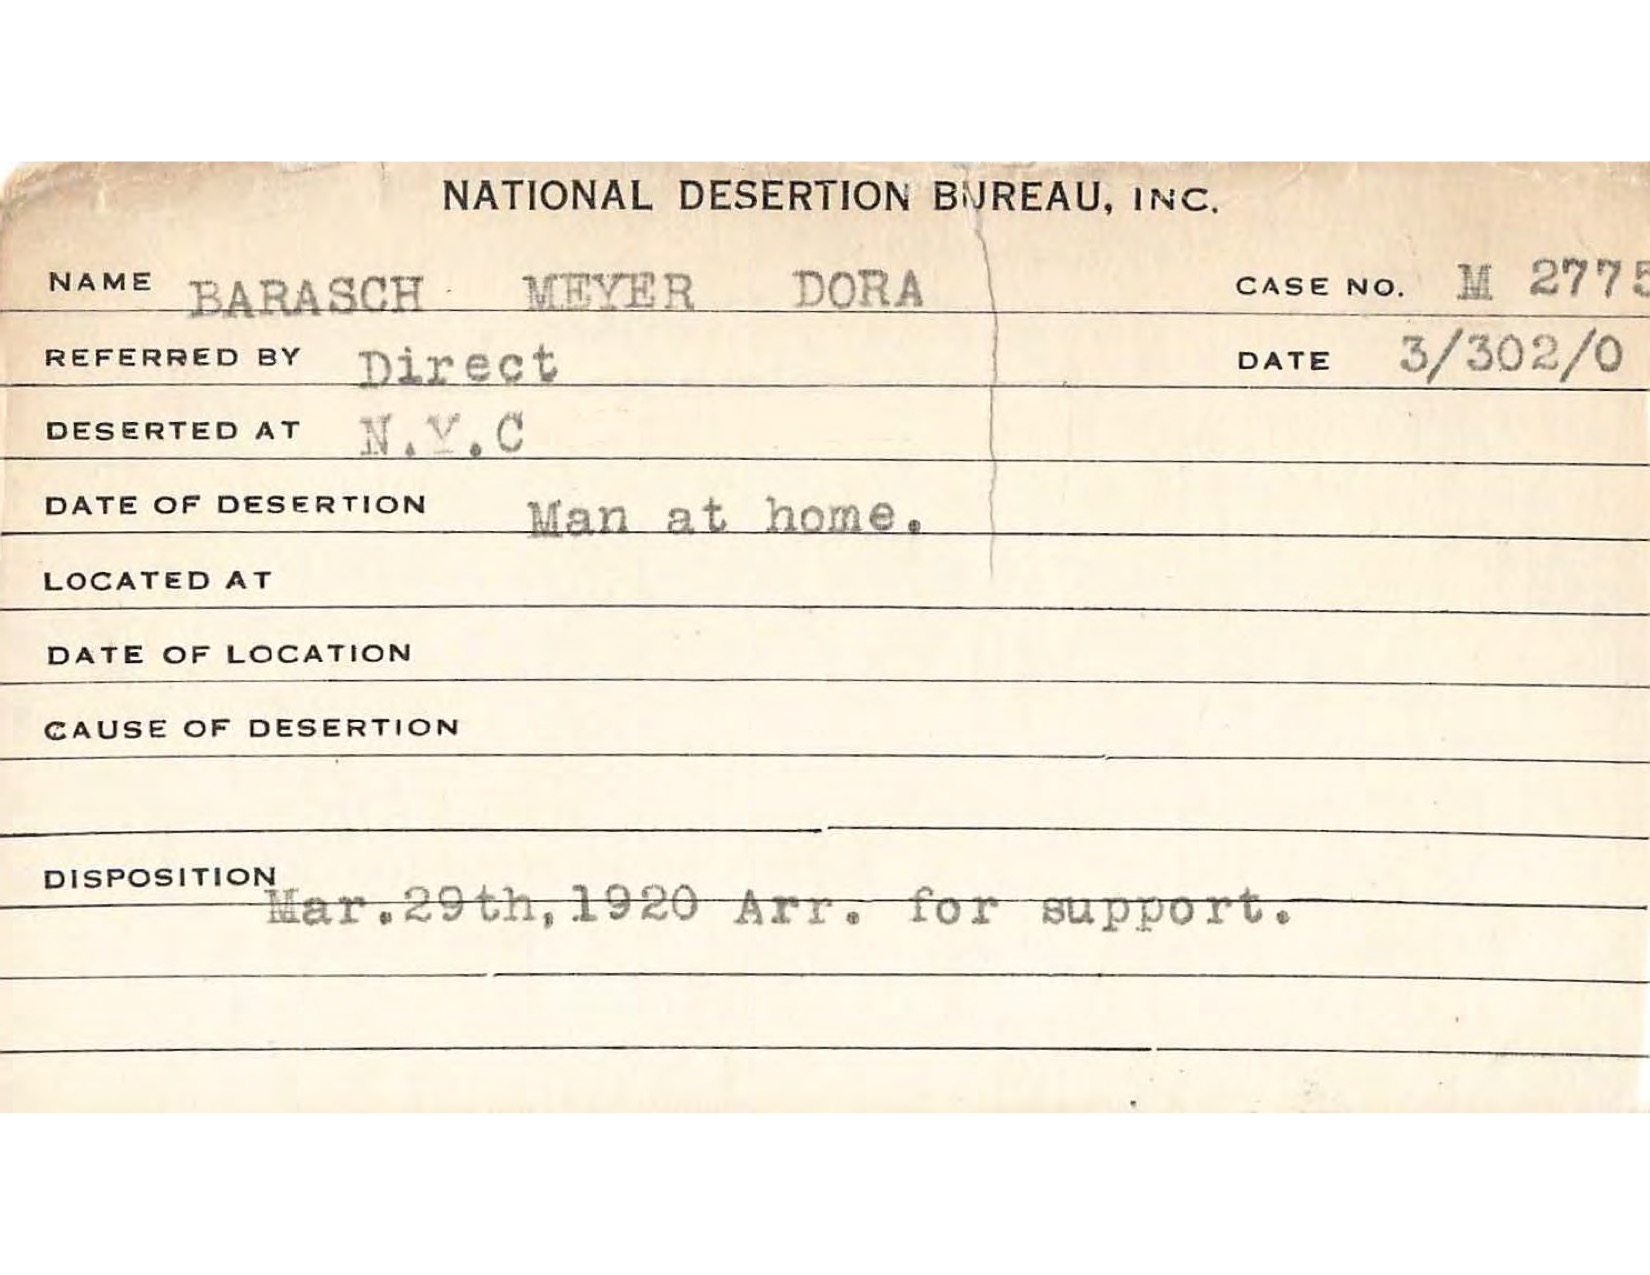 NATIONAL DESERTION BUREAU, INC.
NAME BARASCH MEYER DORA CASE NO. M 2775
REFERRED BY Direct DATE 3/302/0
DESERTED AT N.Y.C
DATE OF DESERTION Man at home.
LOCATED AT
DATE OF LOCATION
CAUSE OF DESERTION
DISPOSITION
Mar.29th,1920 Arr. for support.